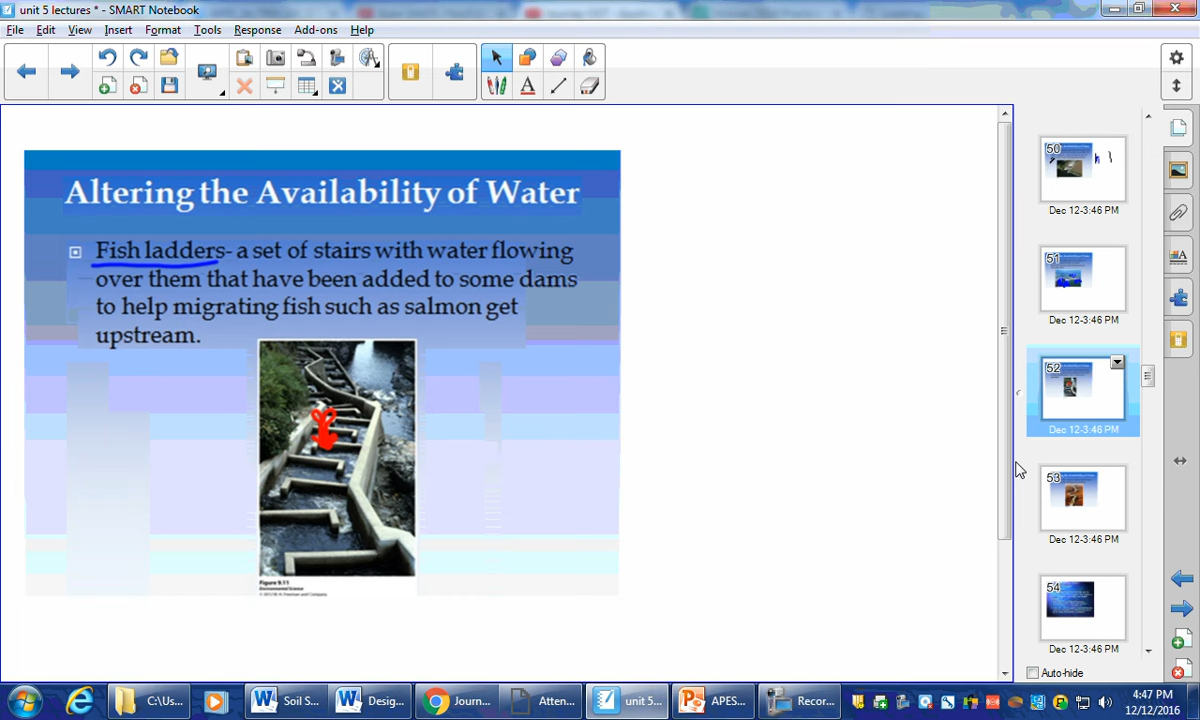 unit 5 lectures * - SMART Notebook
File Edit View Insert Format Tools Response Add-ons Help
Altering the Availability of Water
Fish ladders- a set of stairs with water flowing
over them that have been added to some dams
to help migrating fish such as salmon get
upstream.
Figure 9.11
Environmental Science
50
Dec 12-3:46 PM
51
Dec 12-3:46 PM
52
Dec 12-3:46 PM
53
Dec 12-3:46 PM
54
Dec 12-3:46 PM
Auto-hide
C:\Us...
Soil S...
Desig...
Journ...
Atten...
unit 5...
APES...
Recor...
4:47 PM
12/12/2016